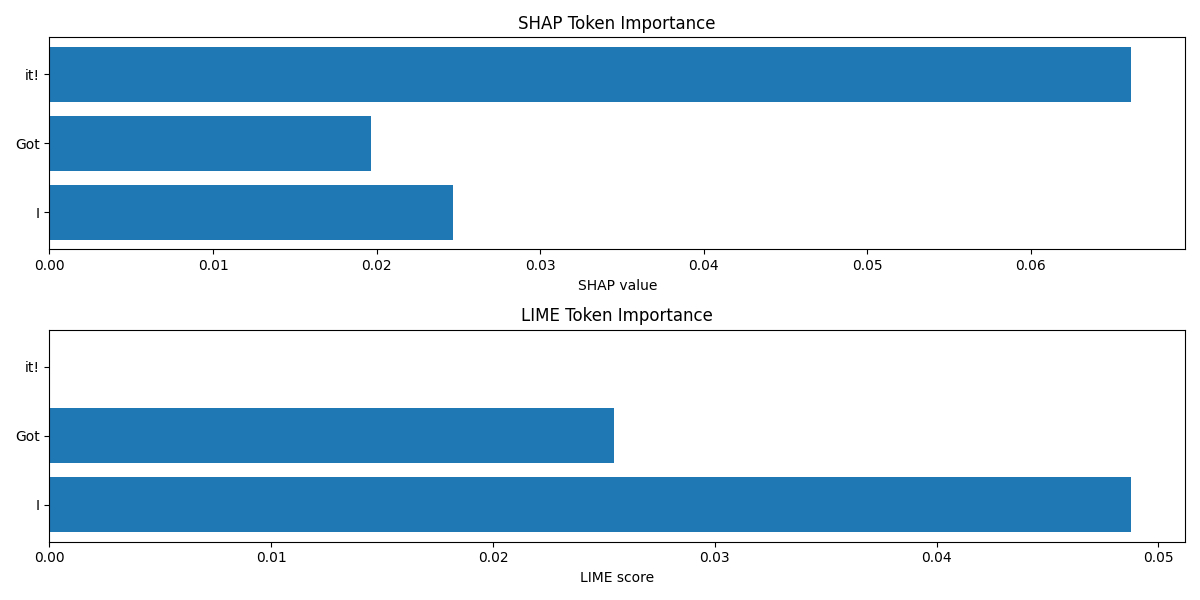 SHAP Token Importance
it!
Got
I
0.00 0.01 0.02 0.03 0.04 0.05 0.06
SHAP value
LIME Token Importance
it!
Got
I
0.00 0.01 0.02 0.03 0.04 0.05
LIME score